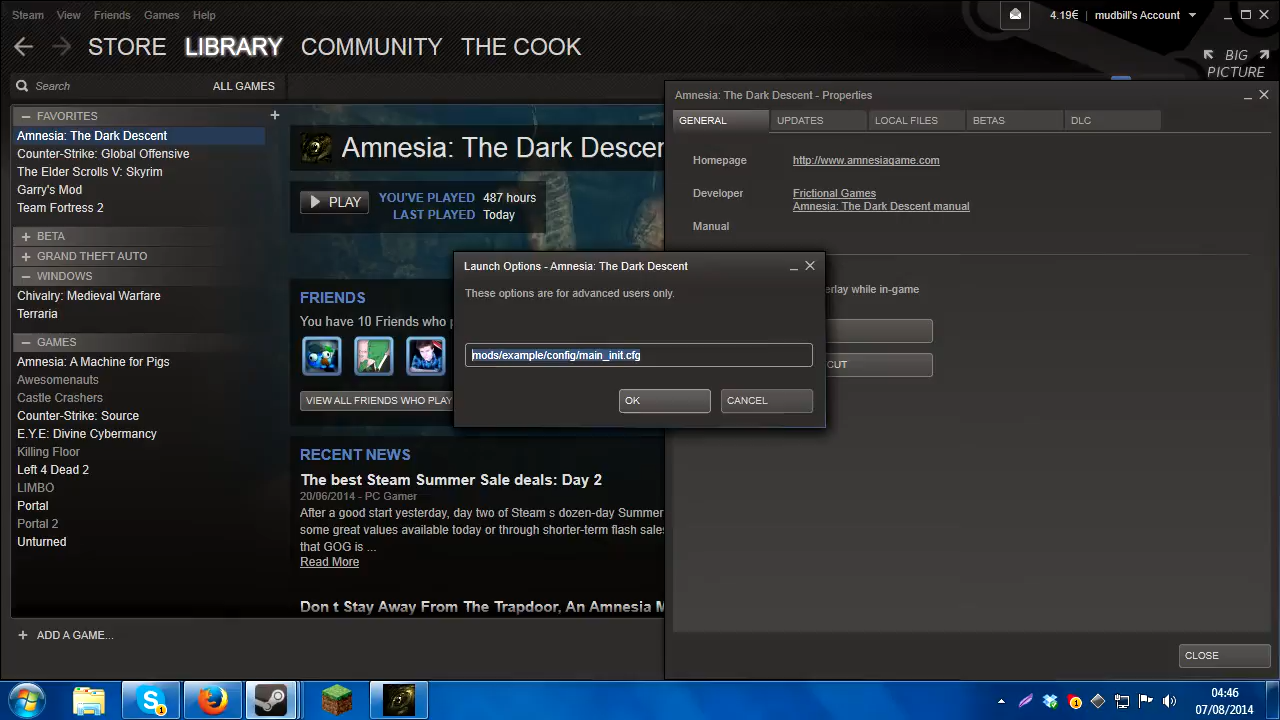 Steam View Friends Games Help
4.19€ mudbill's Account
STORE LIBRARY COMMUNITY THE COOK
BIG
PICTURE
Search ALL GAMES
FAVORITES
Amnesia: The Dark Descent
Counter-Strike: Global Offensive
The Elder Scrolls V: Skyrim
Garry's Mod
Team Fortress 2
BETA
GRAND THEFT AUTO
WINDOWS
Chivalry: Medieval Warfare
Terraria
GAMES
Amnesia: A Machine for Pigs
Awesomenauts
Castle Crashers
Counter-Strike: Source
E.Y.E: Divine Cybermancy
Killing Floor
Left 4 Dead 2
LIMBO
Portal
Portal 2
Unturned
ADD A GAME...
Amnesia: The Dark Descen
PLAY
YOU'VE PLAYED 487 hours
LAST PLAYED Today
FRIENDS
You have 10 Friends who p
VIEW ALL FRIENDS WHO PLAY
RECENT NEWS
The best Steam Summer Sale deals: Day 2
20/06/2014 - PC Gamer
After a good start yesterday, day two of Steam s dozen-day Summer
some great values available today or through shorter-term flash sales
that GOG is ...
Read More
Don t Stay Away From The Trapdoor, An Amnesia M
Amnesia: The Dark Descent - Properties
GENERAL UPDATES LOCAL FILES BETAS DLC
Homepage http://www.amnesiagame.com
Developer Frictional Games
Amnesia: The Dark Descent manual
Manual
erlay while in-game
CUT
CLOSE
Launch Options - Amnesia: The Dark Descent
These options are for advanced users only.
mods/example/config/main_init.cfg
OK CANCEL
04:46
07/08/2014